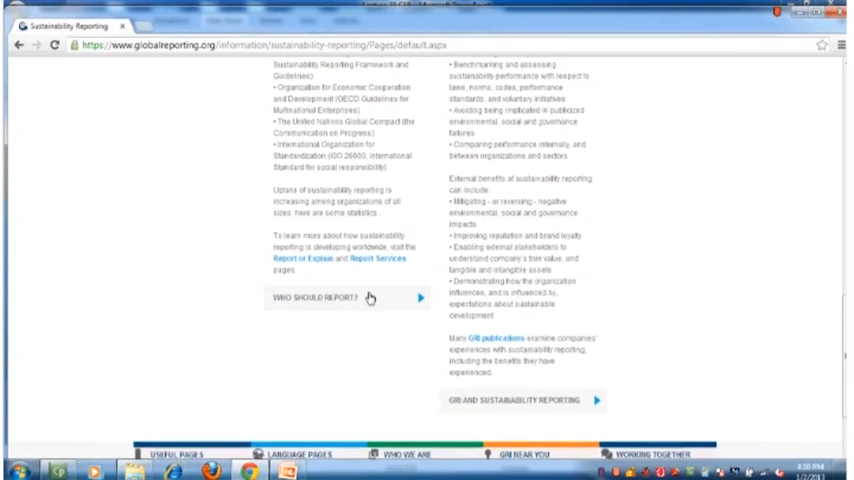 Sustainability Reporting
https://www.globalreporting.org/information/sustainability-reporting/Pages/default.aspx
Sustainability Reporting Framework and
Guidelines)
• Organization for Economic Cooperation
and Development (OECD Guidelines for
Multinational Enterprises)
• The United Nations Global Compact (the
Communication on Progress)
• International Organization for
Standardization (ISO 26000, International
Standard for social responsibility)
Uptake of sustainability reporting is
increasing among organizations of all
sizes: here are some statistics .
To learn more about how sustainability
reporting is developing worldwide, visit the
Report or Explain and Report Services
pages
WHO SHOULD REPORT?
• Benchmarking and assessing
sustainability performance with respect to
laws, norms, codes, performance
standards, and voluntary initiatives
• Avoiding being implicated in publicized
environmental, social and governance
failures
• Comparing performance internally, and
between organizations and sectors
External benefits of sustainability reporting
can include:
• Mitigating - or reversing - negative
environmental, social and governance
impacts
• Improving reputation and brand loyalty
• Enabling external stakeholders to
understand company's true value, and
tangible and intangible assets
• Demonstrating how the organization
influences, and is influenced by,
expectations about sustainable
development
Many GRI publications examine companies'
experiences with sustainability reporting,
including the benefits they have
experienced.
GRI AND SUSTAINABILITY REPORTING
USEFUL PAGES
LANGUAGE PAGES
WHO WE ARE
GRI NEAR YOU
WORKING TOGETHER
Cp
4:30 PM
1/2/2013